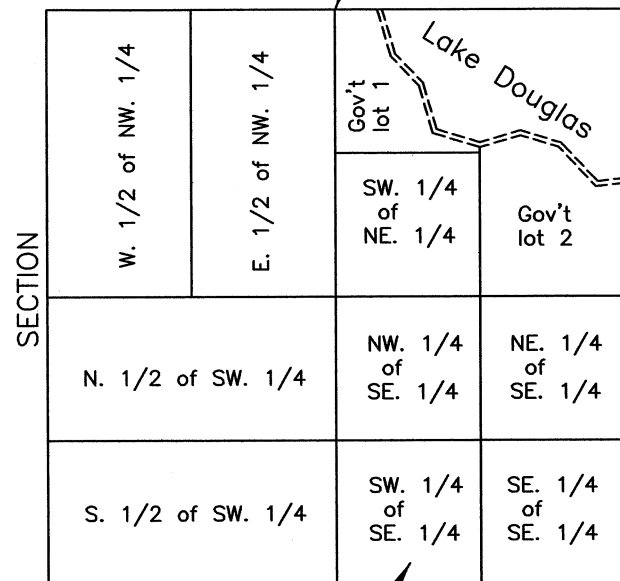 Lake Douglas
W. 1/2 of NW. 1/4
E. 1/2 of NW. 1/4
Gov't
lot 1
SW. 1/4
of
NE. 1/4
Gov't
lot 2
SECTION
N. 1/2 of SW. 1/4
NW. 1/4
of
SE. 1/4
NE. 1/4
of
SE. 1/4
S. 1/2 of SW. 1/4
SW. 1/4
of
SE. 1/4
SE. 1/4
of
SE. 1/4